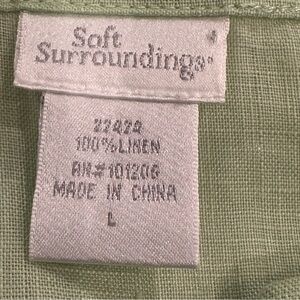 Soft
Surroundings®
22424
100%LINEN
RN#101206
MADE IN CHINA
L